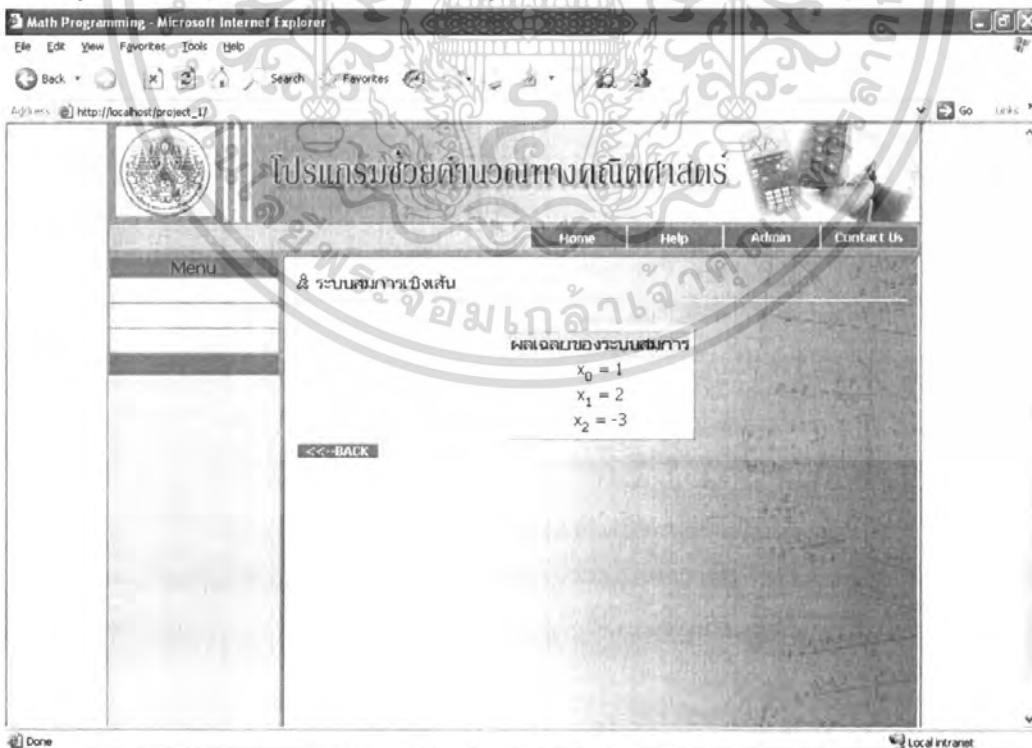 Math Programming - Microsoft Internet Explorer
File Edit View Favorites Tools Help
Back Search Favorites
Address http://localhost/project_1/ Go Links
โปรแกรมช่วยคำนวณทางคณิตศาสตร์
Home Help Admin Contact Us
Menu
ระบบสมการเชิงเส้น
ผลเฉลยของระบบสมการ
x₀ = 1
x₁ = 2
x₂ = -3
<<--BACK
Done Local intranet